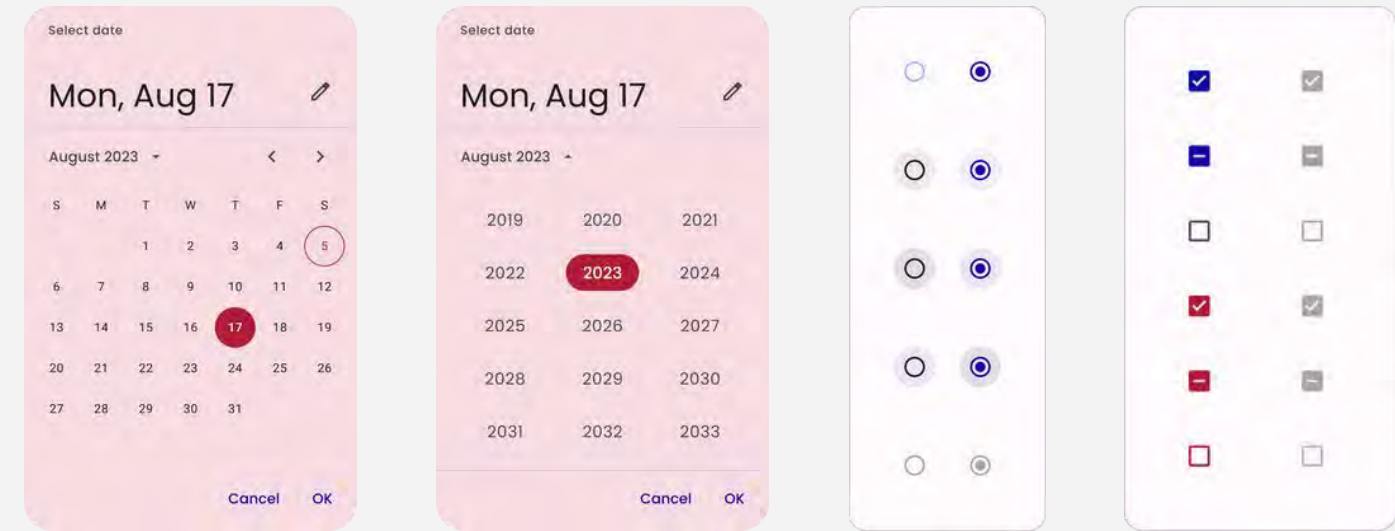 Select date
Mon, Aug 17
August 2023
S M T W T F S
1 2 3 4 5
6 7 8 9 10 11 12
13 14 15 16 17 18 19
20 21 22 23 24 25 26
27 28 29 30 31
Cancel OK
Select date
Mon, Aug 17
August 2023
2019 2020 2021
2022 2023 2024
2025 2026 2027
2028 2029 2030
2031 2032 2033
Cancel OK